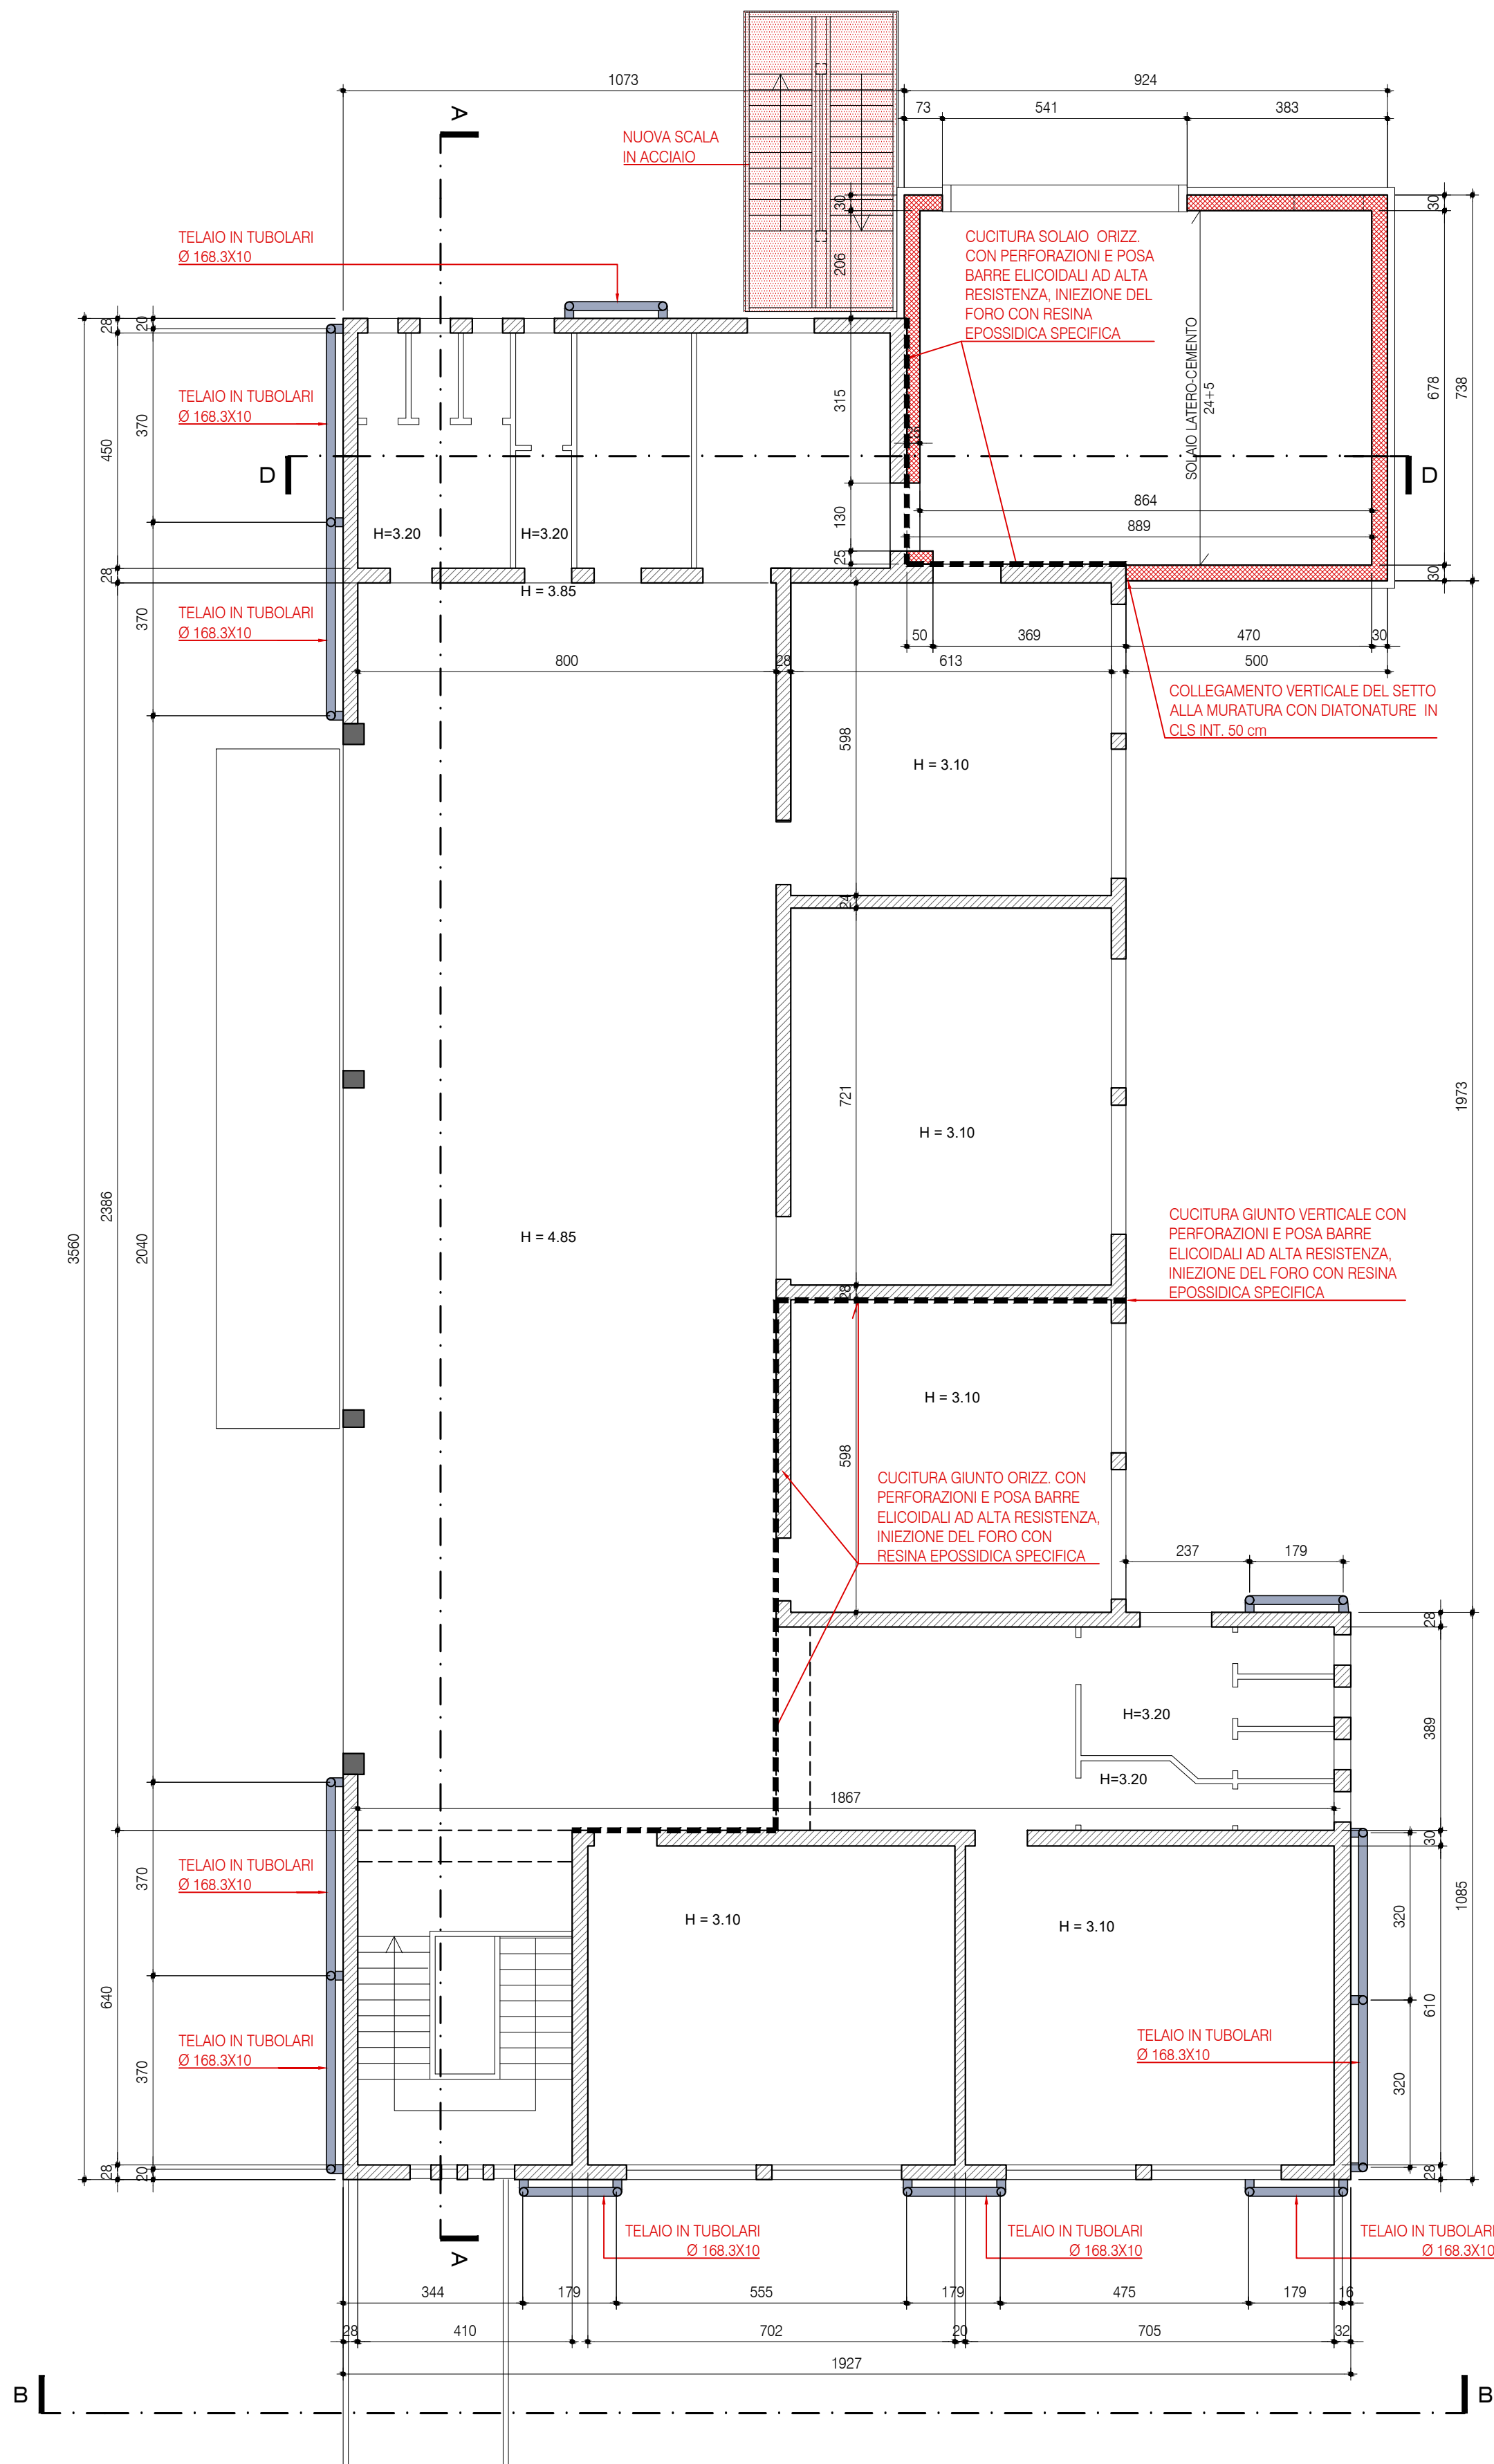 1073
924
73
541
383
A
NUOVA SCALA
IN ACCIAIO
30
30
TELAIO IN TUBOLARI
Ø 168.3X10
CUCITURA SOLAIO  ORIZZ.
CON PERFORAZIONI E POSA
BARRE ELICOIDALI AD ALTA
RESISTENZA, INIEZIONE DEL
FORO CON RESINA
EPOSSIDICA SPECIFICA
206
28
20
SOLAIO LATERO-CEMENTO
24+5
678
738
TELAIO IN TUBOLARI
Ø 168.3X10
315
370
450
D
D
864
889
130
H=3.20
H=3.20
25
28
30
H = 3.85
TELAIO IN TUBOLARI
Ø 168.3X10
370
50
369
470
30
800
28
613
500
COLLEGAMENTO VERTICALE DEL SETTO
ALLA MURATURA CON DIATONATURE  IN
CLS INT. 50 cm
598
H = 3.10
24
721
1973
H = 3.10
2386
3560
2040
H = 4.85
CUCITURA GIUNTO VERTICALE CON
PERFORAZIONI E POSA BARRE
ELICOIDALI AD ALTA RESISTENZA,
INIEZIONE DEL FORO CON RESINA
EPOSSIDICA SPECIFICA
28
H = 3.10
598
CUCITURA GIUNTO ORIZZ. CON
PERFORAZIONI E POSA BARRE
ELICOIDALI AD ALTA RESISTENZA,
INIEZIONE DEL FORO CON
RESINA EPOSSIDICA SPECIFICA
237
179
28
H=3.20
389
H=3.20
1867
30
TELAIO IN TUBOLARI
Ø 168.3X10
370
1085
H = 3.10
H = 3.10
320
640
610
TELAIO IN TUBOLARI
Ø 168.3X10
370
TELAIO IN TUBOLARI
Ø 168.3X10
320
28
20
28
A
TELAIO IN TUBOLARI
Ø 168.3X10
TELAIO IN TUBOLARI
Ø 168.3X10
TELAIO IN TUBOLARI
Ø 168.3X10
344
179
555
179
475
179
16
28
410
702
20
705
32
1927
B
B